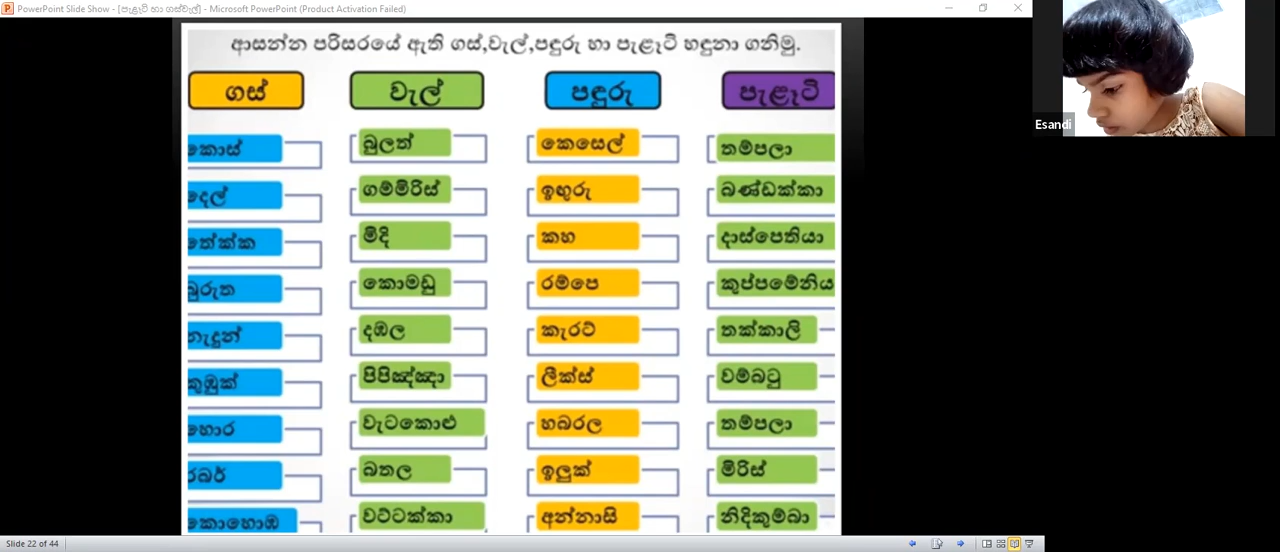 PowerPoint Slide Show - [පැළෑටි හා ගස්වැල්] - Microsoft PowerPoint (Product Activation Failed)
ආසන්න පරිසරයේ ඇති ගස්,වැල්,පඳුරු හා පැළෑටි හඳුනා ගනිමු.
ගස් වැල් පඳුරු පැළෑටි
කොස් බුලත් කෙසෙල් තම්පලා
දෙල් ගම්මිරිස් ඉඟුරු බණ්ඩක්කා
තේක්ක මිදි කහ දාස්පෙතියා
බුරුත කොමඩු රම්පෙ කුප්පමේනිය
නැදුන් දඹල කැරට් තක්කාලි
කුඹුක් පිපිඤ්ඤා ලීක්ස් වම්බටු
හොර වැටකොළු හබරල තම්පලා
රබර් බතල ඉලුක් මිරිස්
කොහොඹ වට්ටක්කා අන්නාසි නිදිකුම්බා
Esandi
Slide 22 of 44